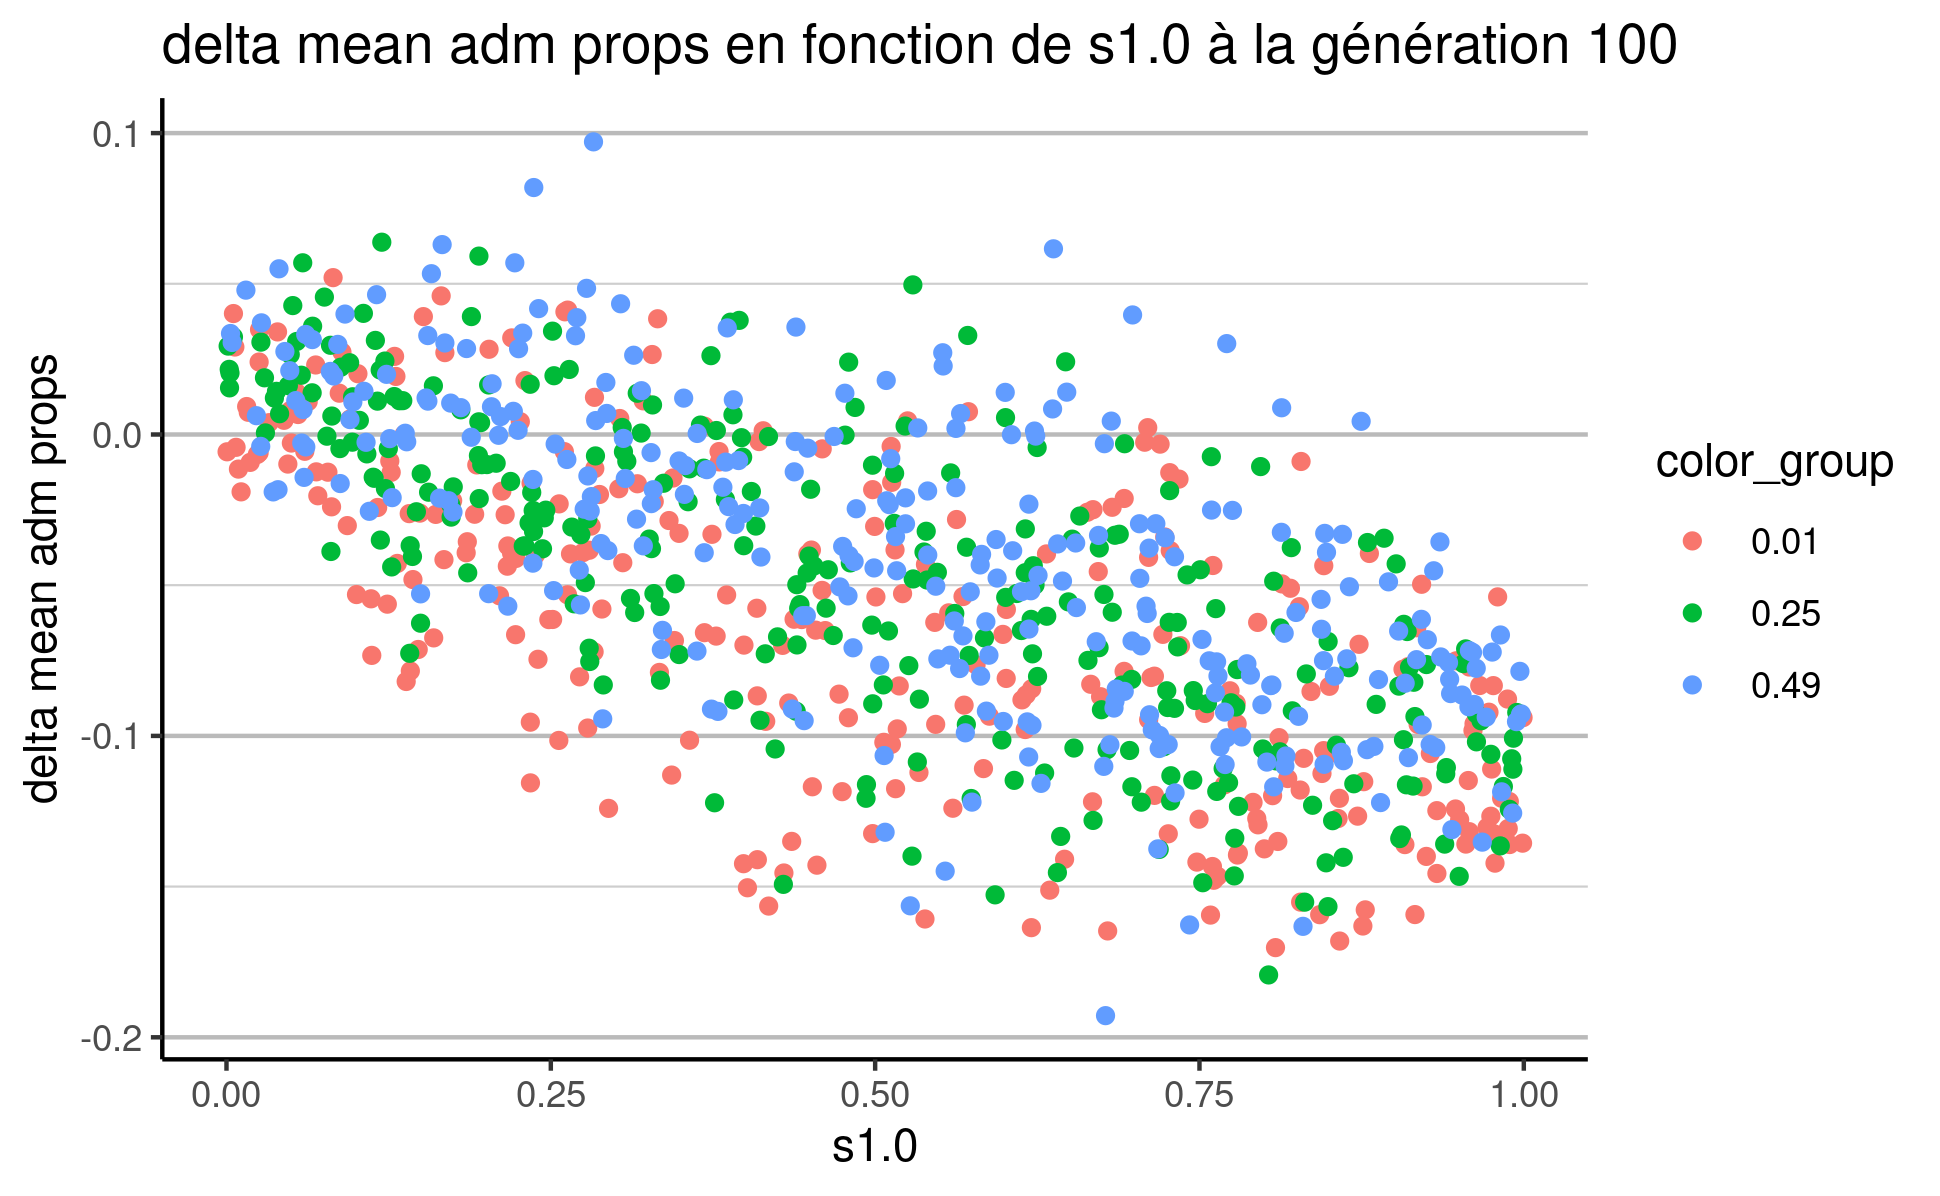 delta mean adm props en fonction de s1.0 à la génération 100
delta mean adm props
0.1
0.0
-0.1
-0.2
0.00 0.25 0.50 0.75 1.00
s1.0
color_group
0.01
0.25
0.49